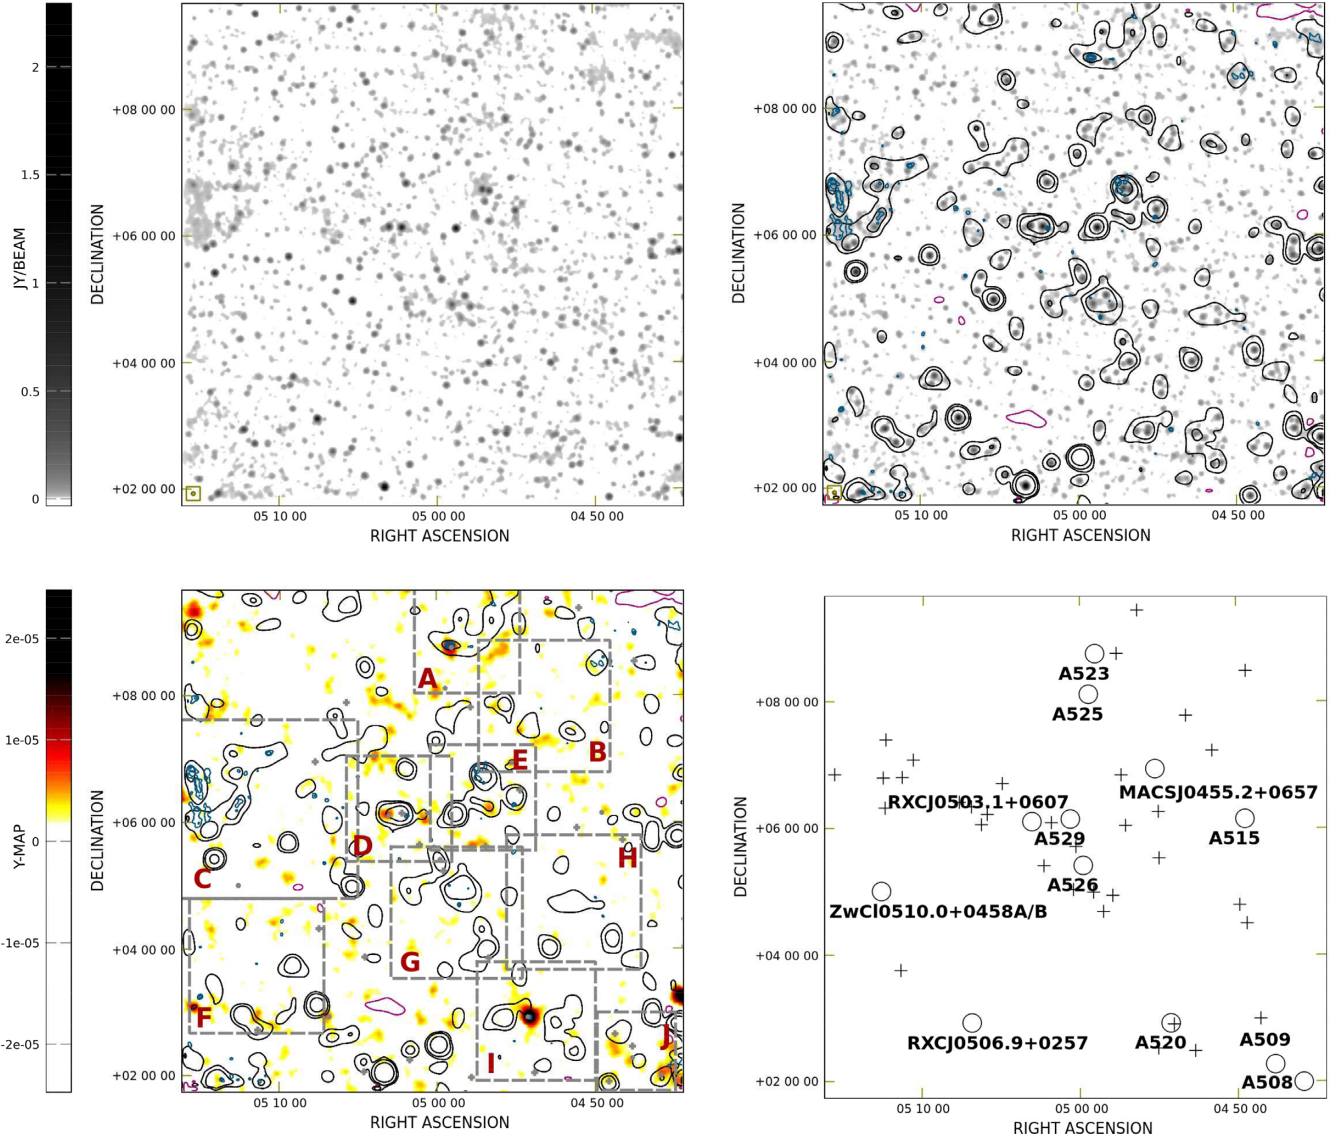 2
1.5
1
0.5
0
JY/BEAM
DECLINATION
+08 00 00
+06 00 00
+04 00 00
+02 00 00
05 10 00
05 00 00
04 50 00
RIGHT ASCENSION
DECLINATION
+08 00 00
+06 00 00
+04 00 00
+02 00 00
05 10 00
05 00 00
04 50 00
RIGHT ASCENSION
2e-05
1e-05
0
-1e-05
-2e-05
Y-MAP
DECLINATION
+08 00 00
+06 00 00
+04 00 00
+02 00 00
A
B
E
D
C
H
G
F
I
J
05 10 00
05 00 00
04 50 00
RIGHT ASCENSION
DECLINATION
+08 00 00
+06 00 00
+04 00 00
+02 00 00
A523
A525
MACSJ0455.2+0657
RXCJ0503.1+0607
A529
A515
A526
ZwCl0510.0+0458A/B
RXCJ0506.9+0257
A520
A509
A508
05 10 00
05 00 00
04 50 00
RIGHT ASCENSION